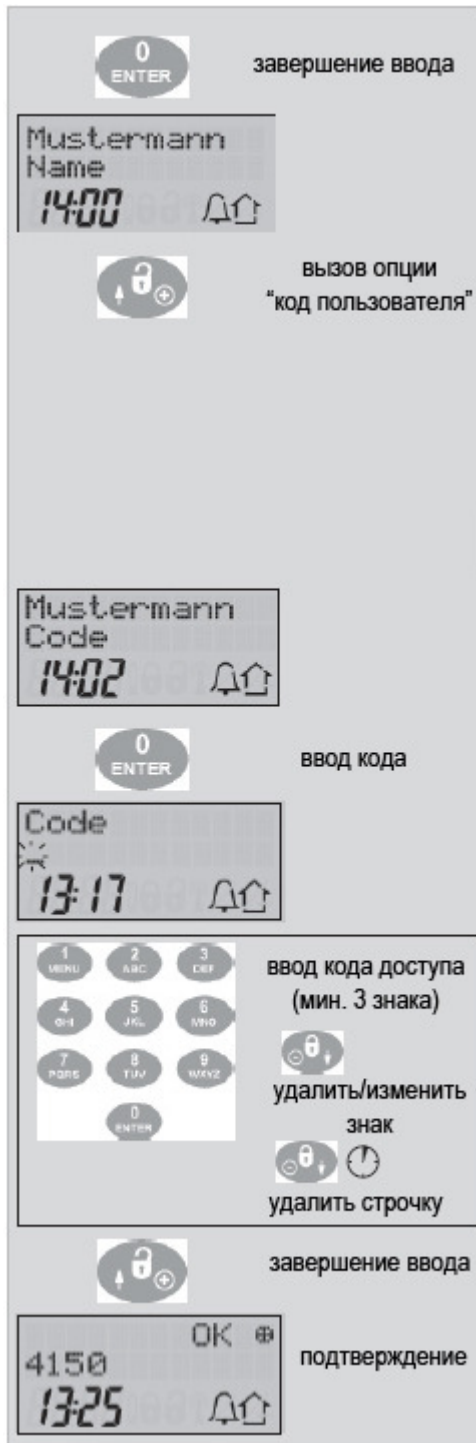 0
ENTER
завершение ввода
Mustermann
Name
14:00
вызов опции
“код пользователя”
Mustermann
Code
14:02
0
ENTER
ввод кода
Code
13:17
1
MENU
2
ABC
3
DEF
4
GHI
5
JKL
6
MNO
7
PQRS
8
TUV
9
WXYZ
0
ENTER
ввод кода доступа
(мин. 3 знака)
удалить/изменить
знак
удалить строчку
завершение ввода
OK
4150
13:25
подтверждение